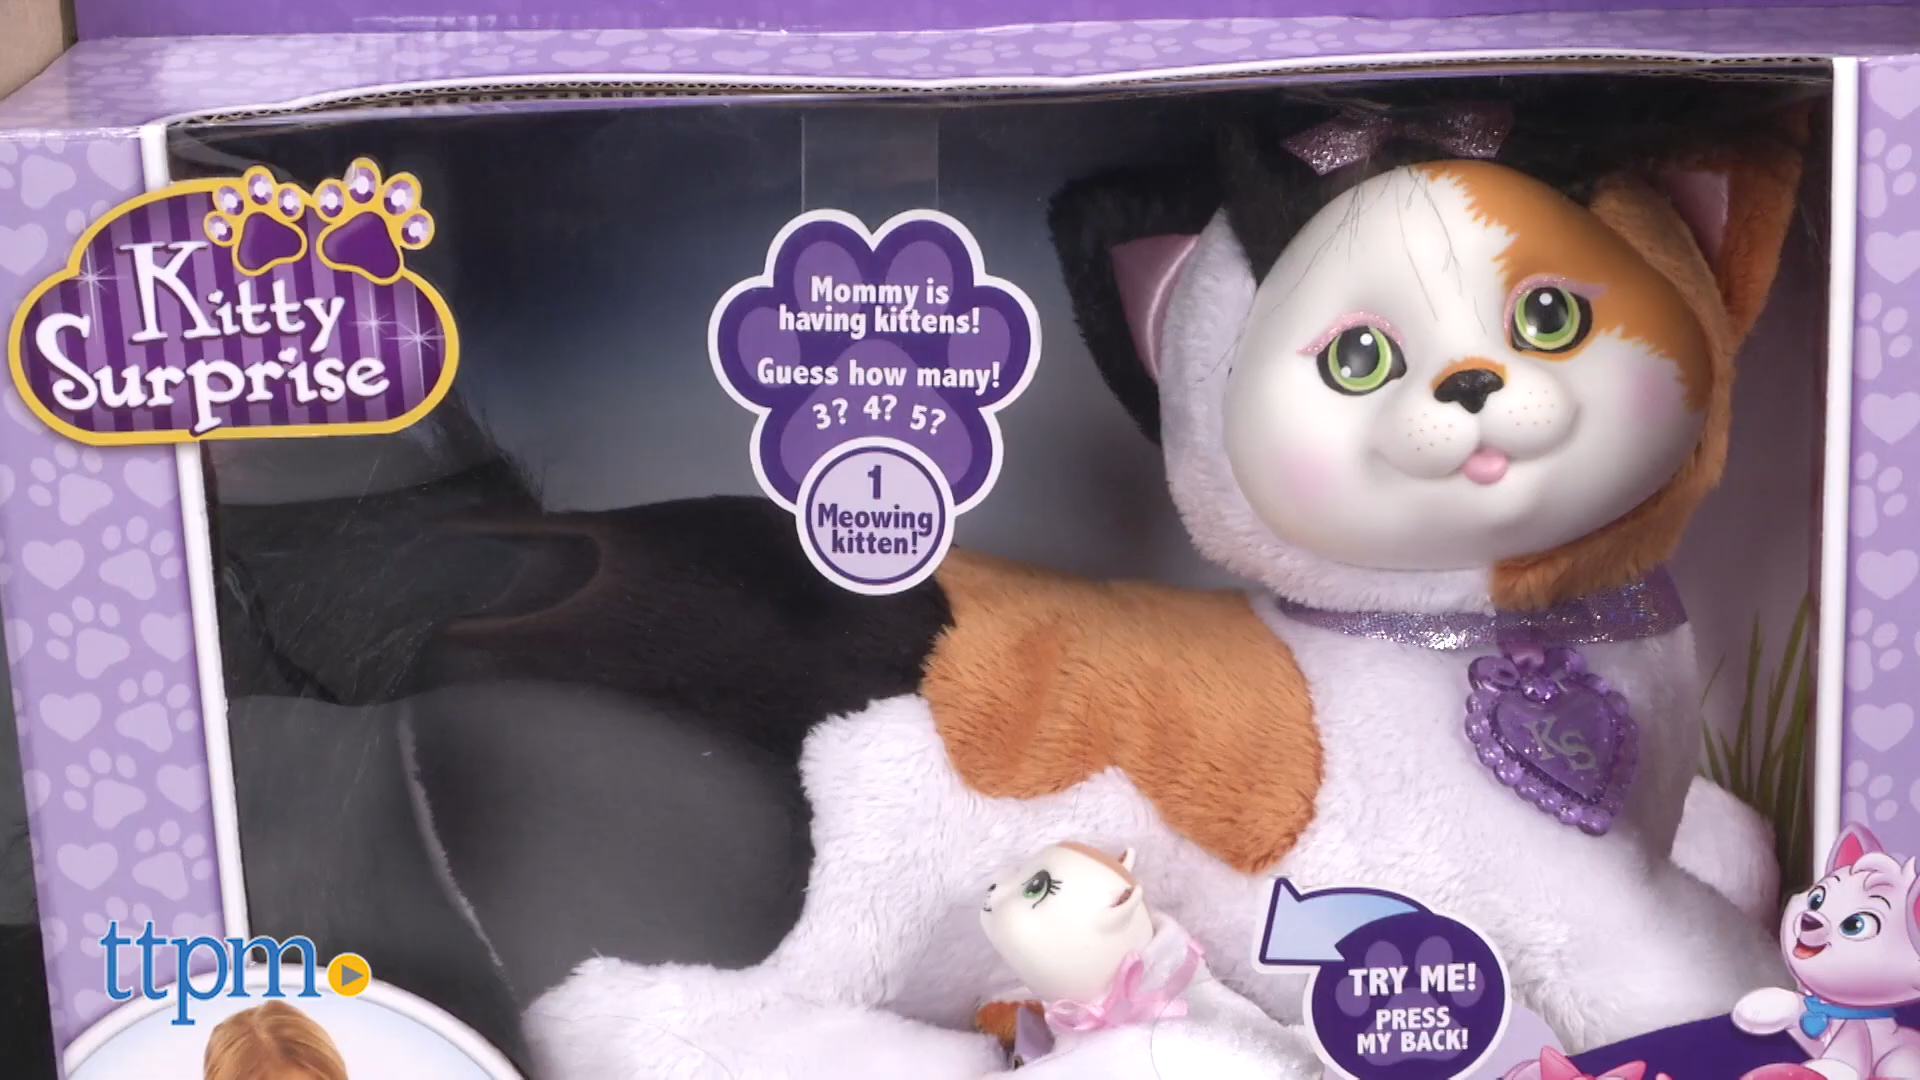 Kitty
Surprise
Mommy is
having kittens!
Guess how many!
3? 4? 5?
1
Meowing
kitten!
KS
TRY ME!
PRESS
MY BACK!
ttpm